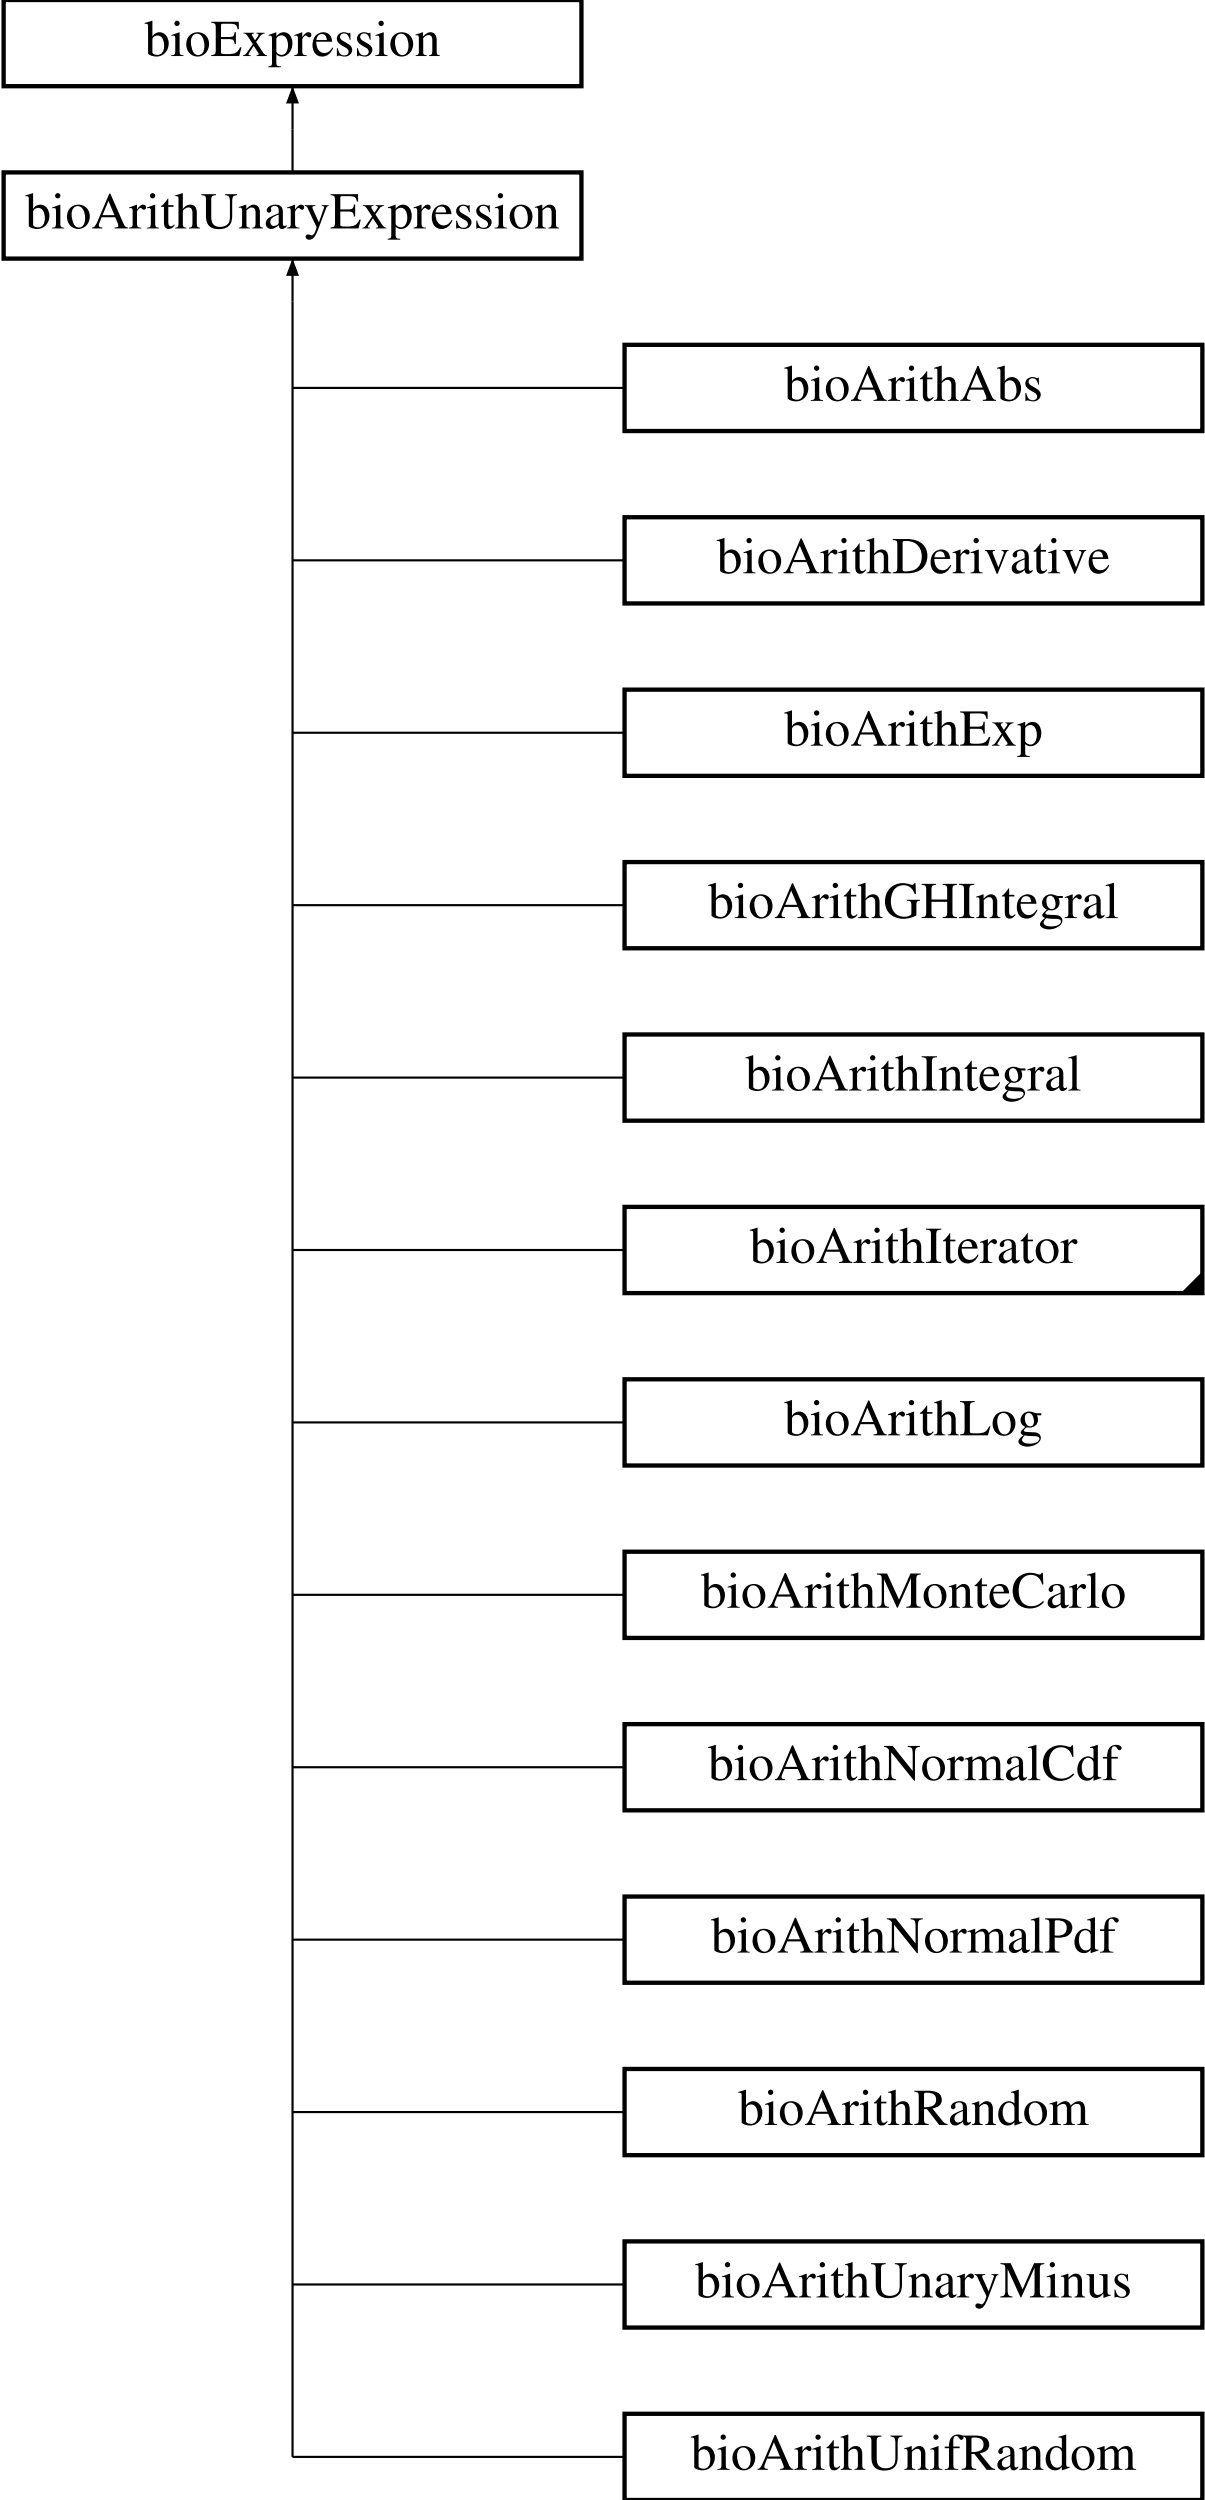 bioExpression
bioArithUnaryExpression
bioArithAbs
bioArithDerivative
bioArithExp
bioArithGHIntegral
bioArithIntegral
bioArithIterator
bioArithLog
bioArithMonteCarlo
bioArithNormalCdf
bioArithNormalPdf
bioArithRandom
bioArithUnaryMinus
bioArithUnifRandom